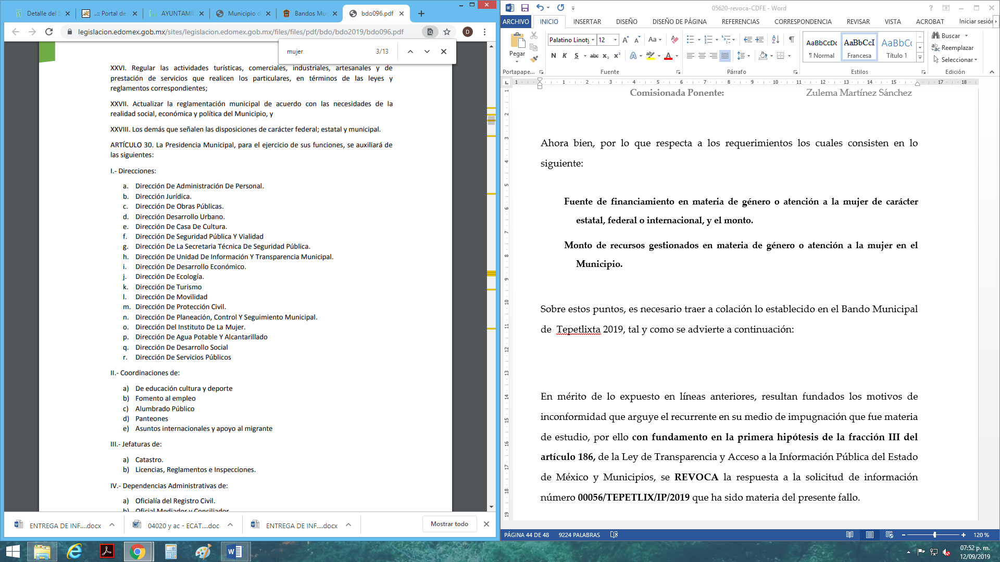 Detalle del S
..:: Portal de
AYUNTAMIE
Municipio d
Bandos Mun
bdo096.pdf
legislacion.edomex.gob.mx/sites/legislacion.edomex.gob.mx/files/files/pdf/bdo/bdo2019/bdo096.pdf
D
mujer 3/13
XXVI. Regular las actividades turísticas, comerciales, industriales, artesanales y de
prestación de servicios que realicen los particulares, en términos de las leyes y
reglamentos correspondientes;
XXVII. Actualizar la reglamentación municipal de acuerdo con las necesidades de la
realidad social, económica y política del Municipio, y
XXVIII. Los demás que señalen las disposiciones de carácter federal; estatal y municipal.
ARTÍCULO 30. La Presidencia Municipal, para el ejercicio de sus funciones, se auxiliará de
las siguientes:
I.- Direcciones:
a. Dirección De Administración De Personal.
b. Dirección Jurídica.
c. Dirección De Obras Públicas.
d. Dirección Desarrollo Urbano.
e. Dirección De Casa De Cultura.
f. Dirección De Seguridad Pública Y Vialidad
g. Dirección De La Secretaria Técnica De Seguridad Pública.
h. Dirección De Unidad De Información Y Transparencia Municipal.
i. Dirección De Desarrollo Económico.
j. Dirección De Ecología.
k. Dirección De Turismo
l. Dirección De Movilidad
m. Dirección De Protección Civil.
n. Dirección De Planeación, Control Y Seguimiento Municipal.
o. Dirección Del Instituto De La Mujer.
p. Dirección De Agua Potable Y Alcantarillado
q. Dirección De Desarrollo Social
r. Dirección De Servicios Públicos
II.- Coordinaciones de:
a) De educación cultura y deporte
b) Fomento al empleo
c) Alumbrado Público
d) Panteones
e) Asuntos internacionales y apoyo al migrante
III.- Jefaturas de:
a) Catastro.
b) Licencias, Reglamentos e Inspecciones.
IV.- Dependencias Administrativas de:
a) Oficialía del Registro Civil.
b) Oficial Mediador y Conciliador
ENTREGA DE INF....docx
04020 y ac - ECAT....doc
ENTREGA DE INF....docx
Mostrar todo
05620-revoca-CDFE - Word
ARCHIVO INICIO INSERTAR DISEÑO DISEÑO DE PÁGINA REFERENCIAS CORRESPONDENCIA REVISAR VISTA ACROBAT Iniciar sesión
Pegar
Portapape...
Palatino Linoty 12
N K S abc x₂ x²
Fuente
Párrafo
AaBbCcDc AaBbCcI AaBbC
¶ Normal Francesa Título 1
Estilos
Buscar
Reemplazar
Seleccionar
Edición
Comisionada Ponente: Zulema Martínez Sánchez
Ahora bien, por lo que respecta a los requerimientos los cuales consisten en lo
siguiente:
Fuente de financiamiento en materia de género o atención a la mujer de carácter
estatal, federal o internacional, y el monto.
Monto de recursos gestionados en materia de género o atención a la mujer en el
Municipio.
Sobre estos puntos, es necesario traer a colación lo establecido en el Bando Municipal
de Tepetlixta 2019, tal y como se advierte a continuación:
En mérito de lo expuesto en líneas anteriores, resultan fundados los motivos de
inconformidad que arguye el recurrente en su medio de impugnación que fue materia
de estudio, por ello con fundamento en la primera hipótesis de la fracción III del
artículo 186, de la Ley de Transparencia y Acceso a la Información Pública del Estado
de México y Municipios, se REVOCA la respuesta a la solicitud de información
número 00056/TEPETLIX/IP/2019 que ha sido materia del presente fallo.
PÁGINA 44 DE 48 9224 PALABRAS 120 %
07:52 p. m.
12/09/2019